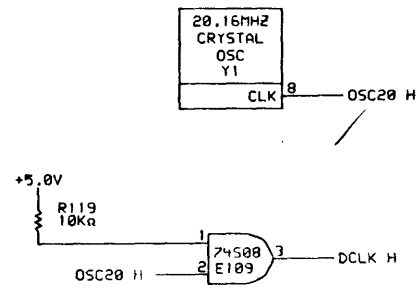 20.16MHZ
CRYSTAL
OSC
Y1
CLK 8 OSC20 H
+5.0V
R119
10KΩ
1
74S08 3 DCLK H
2 E109
OSC20 H